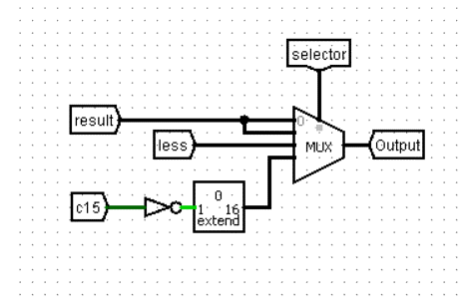 selector
result
0
less
MUX
Output
0
c15
1 16
extend